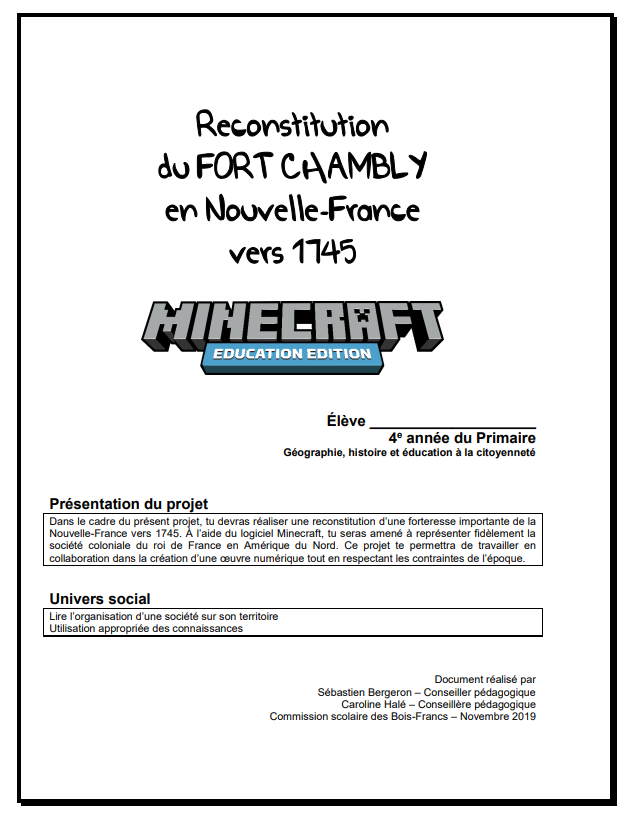 Reconstitution
du FORT CHAMBLY
en Nouvelle-France
vers 1745
MINECRAFT
EDUCATION EDITION
Élève ____________________
4e année du Primaire
Géographie, histoire et éducation à la citoyenneté
Présentation du projet
Dans le cadre du présent projet, tu devras réaliser une reconstitution d’une forteresse importante de la
Nouvelle-France vers 1745. À l’aide du logiciel Minecraft, tu seras amené à représenter fidèlement la
société coloniale du roi de France en Amérique du Nord. Ce projet te permettra de travailler en
collaboration dans la création d’une œuvre numérique tout en respectant les contraintes de l’époque.
Univers social
Lire l’organisation d’une société sur son territoire
Utilisation appropriée des connaissances
Document réalisé par
Sébastien Bergeron – Conseiller pédagogique
Caroline Halé – Conseillère pédagogique
Commission scolaire des Bois-Francs – Novembre 2019